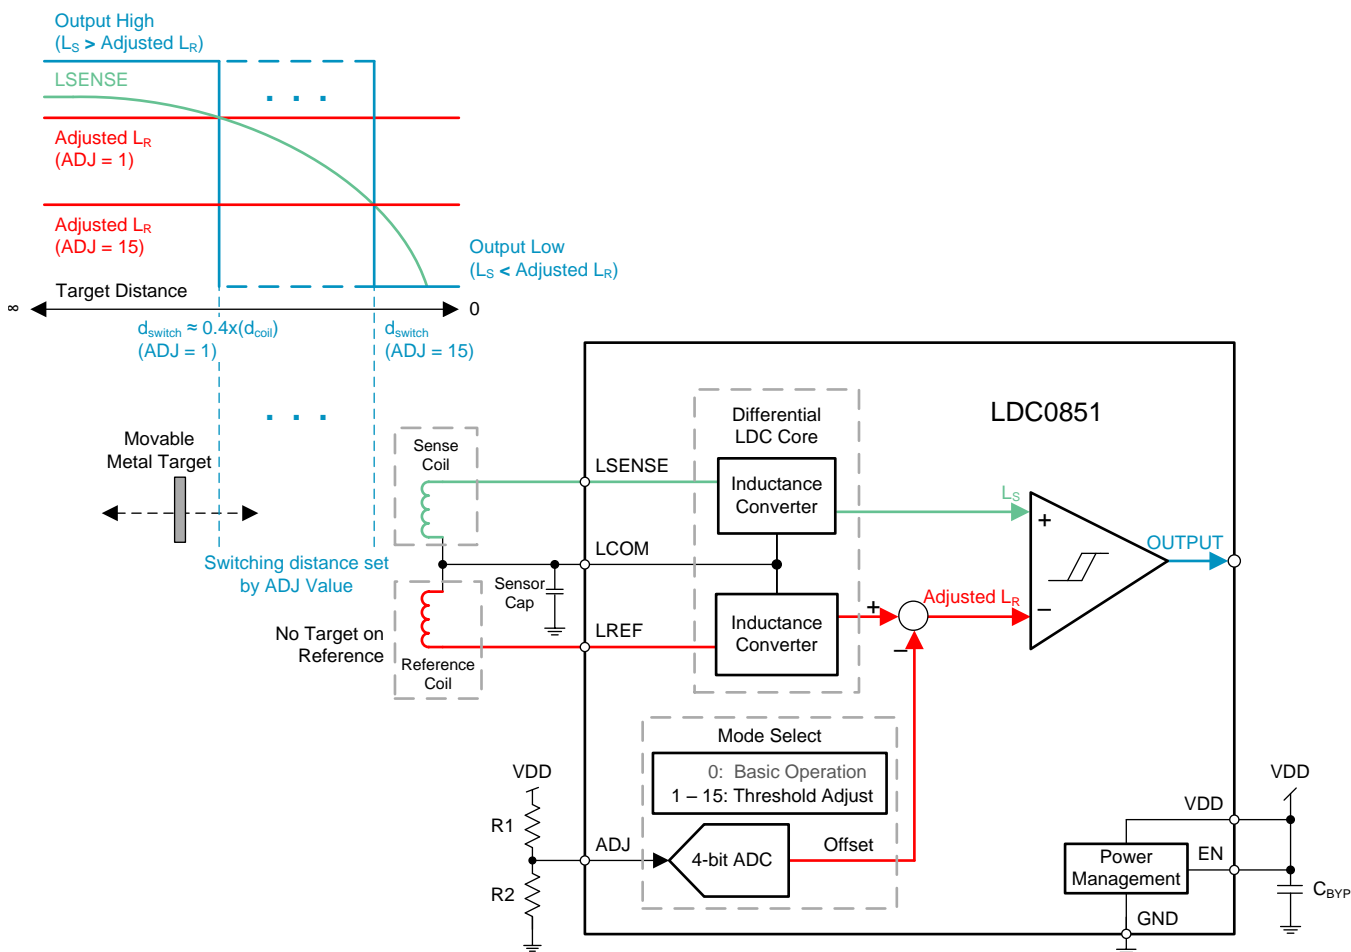 Output High
(LS > Adjusted LR)
LSENSE
. . .
Adjusted LR
(ADJ = 1)
Adjusted LR
(ADJ = 15)
Output Low
(LS < Adjusted LR)
Target Distance
∞
0
dswitch ≈ 0.4x(dcoil)
(ADJ = 1)
dswitch
(ADJ = 15)
. . .
Movable
Metal Target
Switching distance set
by ADJ Value
Sense
Coil
Sensor
Cap
No Target on
Reference
Reference
Coil
LSENSE
LCOM
LREF
Differential
LDC Core
Inductance
Converter
Inductance
Converter
LDC0851
LS
+
OUTPUT
+
Adjusted LR
−
−
Mode Select
0: Basic Operation
1 – 15: Threshold Adjust
VDD
R1
R2
ADJ
4-bit ADC
Offset
VDD
VDD
EN
Power
Management
GND
CBYP